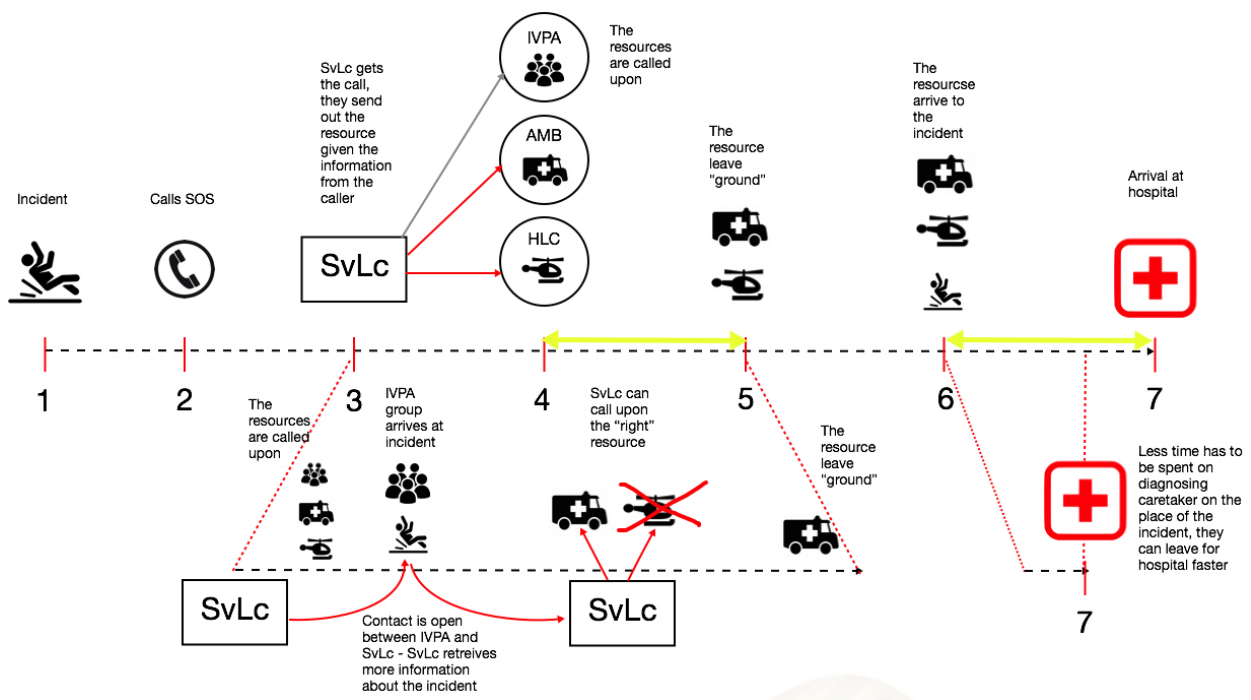 Incident
Calls SOS
SvLc gets
the call,
they send
out the
resource
given the
information
from the
caller
SvLc
IVPA
AMB
HLC
The
resources
are called
upon
The
resource
leave
“ground”
The
resourcse
arrive to
the
incident
Arrival at
hospital
1
2
3
4
5
6
7
The
resources
are called
upon
IVPA
group
arrives at
incident
SvLc can
call upon
the “right”
resource
The
resource
leave
“ground”
Less time has to
be spent on
diagnosing
caretaker on the
place of the
incident, they
can leave for
hospital faster
SvLc
Contact is open
between IVPA and
SvLc - SvLc retreives
more information
about the incident
SvLc
7